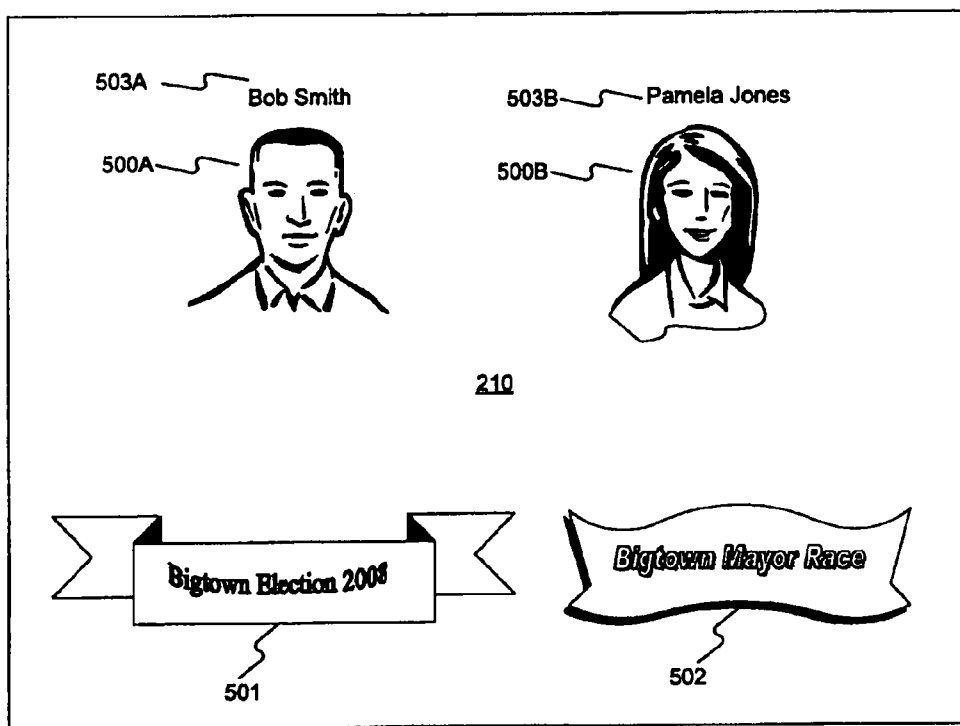 503A
Bob Smith
503B
Pamela Jones
500A
500B
210
Bigtown Election 2008
Bigtown Mayor Race
501
502